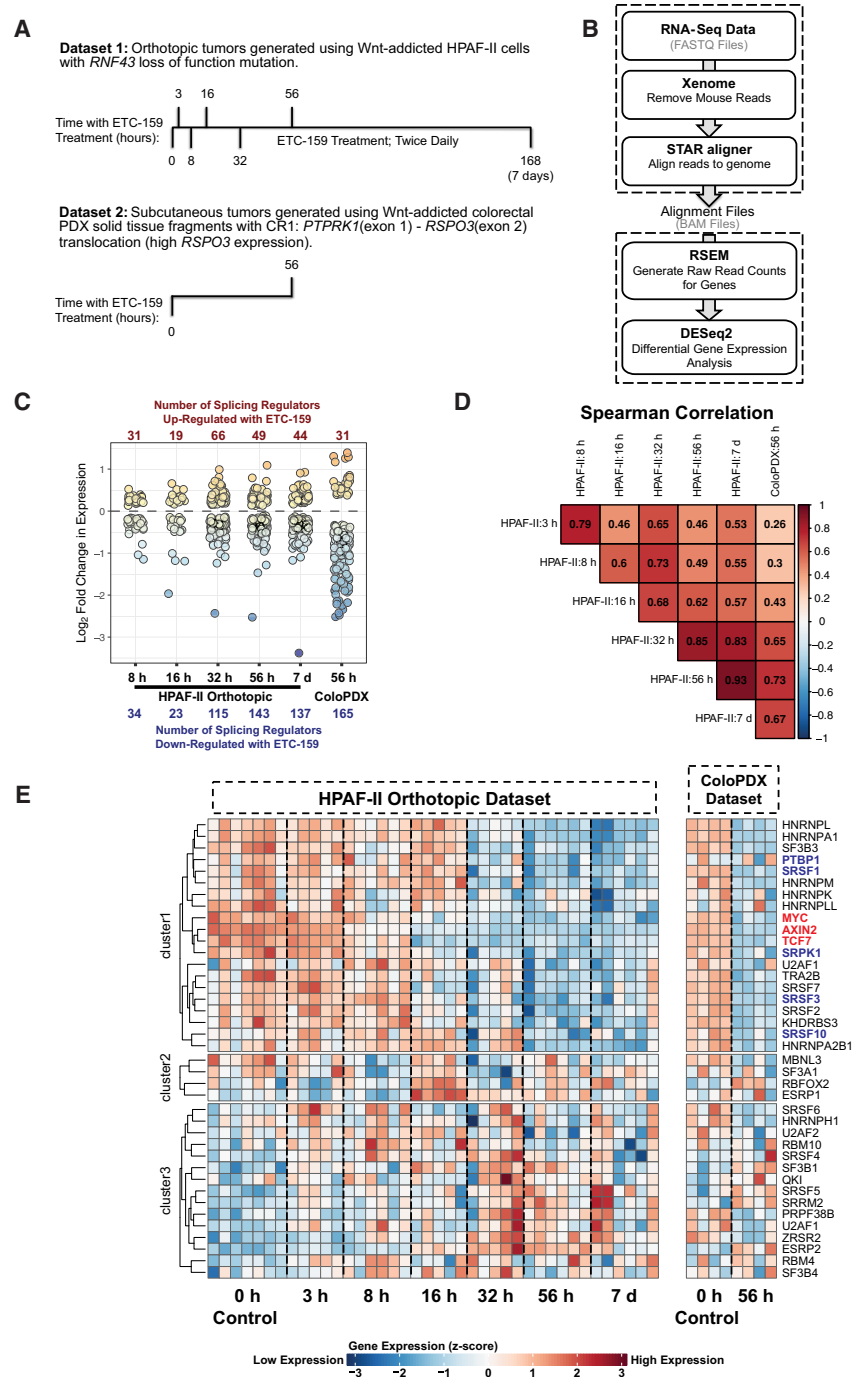 A
Dataset 1: Orthotopic tumors generated using Wnt-addicted HPAF-II cells
with RNF43 loss of function mutation.
3 16 56
Time with ETC-159
Treatment (hours):
ETC-159 Treatment; Twice Daily
0 8 32 168
(7 days)
Dataset 2: Subcutaneous tumors generated using Wnt-addicted colorectal
PDX solid tissue fragments with CR1: PTPRK1(exon 1) - RSPO3(exon 2)
translocation (high RSPO3 expression).
56
Time with ETC-159
Treatment (hours):
0
B
RNA-Seq Data
(FASTQ Files)
Xenome
Remove Mouse Reads
STAR aligner
Align reads to genome
Alignment Files
(BAM Files)
RSEM
Generate Raw Read Counts
for Genes
DESeq2
Differential Gene Expression
Analysis
C
Number of Splicing Regulators
Up-Regulated with ETC-159
31 19 66 49 44 31
Log2 Fold Change in Expression
1
0
−1
−2
−3
8 h 16 h 32 h 56 h 7 d 56 h
HPAF-II Orthotopic ColoPDX
34 23 115 143 137 165
Number of Splicing Regulators
Down-Regulated with ETC-159
D
Spearman Correlation
HPAF-II:8 h
HPAF-II:16 h
HPAF-II:32 h
HPAF-II:56 h
HPAF-II:7 d
ColoPDX:56 h
HPAF-II:3 h 0.79 0.46 0.65 0.46 0.53 0.26
HPAF-II:8 h 0.6 0.73 0.49 0.55 0.3
HPAF-II:16 h 0.68 0.62 0.57 0.43
HPAF-II:32 h 0.85 0.83 0.65
HPAF-II:56 h 0.93 0.73
HPAF-II:7 d 0.67
1
0.8
0.6
0.4
0.2
0
−0.2
−0.4
−0.6
−0.8
−1
E
HPAF-II Orthotopic Dataset
ColoPDX
Dataset
cluster1
HNRNPL
HNRNPA1
SF3B3
PTBP1
SRSF1
HNRNPM
HNRNPK
HNRNPLL
MYC
AXIN2
TCF7
SRPK1
U2AF1
TRA2B
SRSF7
SRSF3
SRSF2
KHDRBS3
SRSF10
HNRNPA2B1
cluster2
MBNL3
SF3A1
RBFOX2
ESRP1
cluster3
SRSF6
HNRNPH1
U2AF2
RBM10
SRSF4
SF3B1
QKI
SRSF5
SRRM2
PRPF38B
U2AF1
ZRSR2
ESRP2
RBM4
SF3B4
0 h 3 h 8 h 16 h 32 h 56 h 7 d 0 h 56 h
Control Control
Gene Expression (z-score)
Low Expression High Expression
−3 −2 −1 0 1 2 3